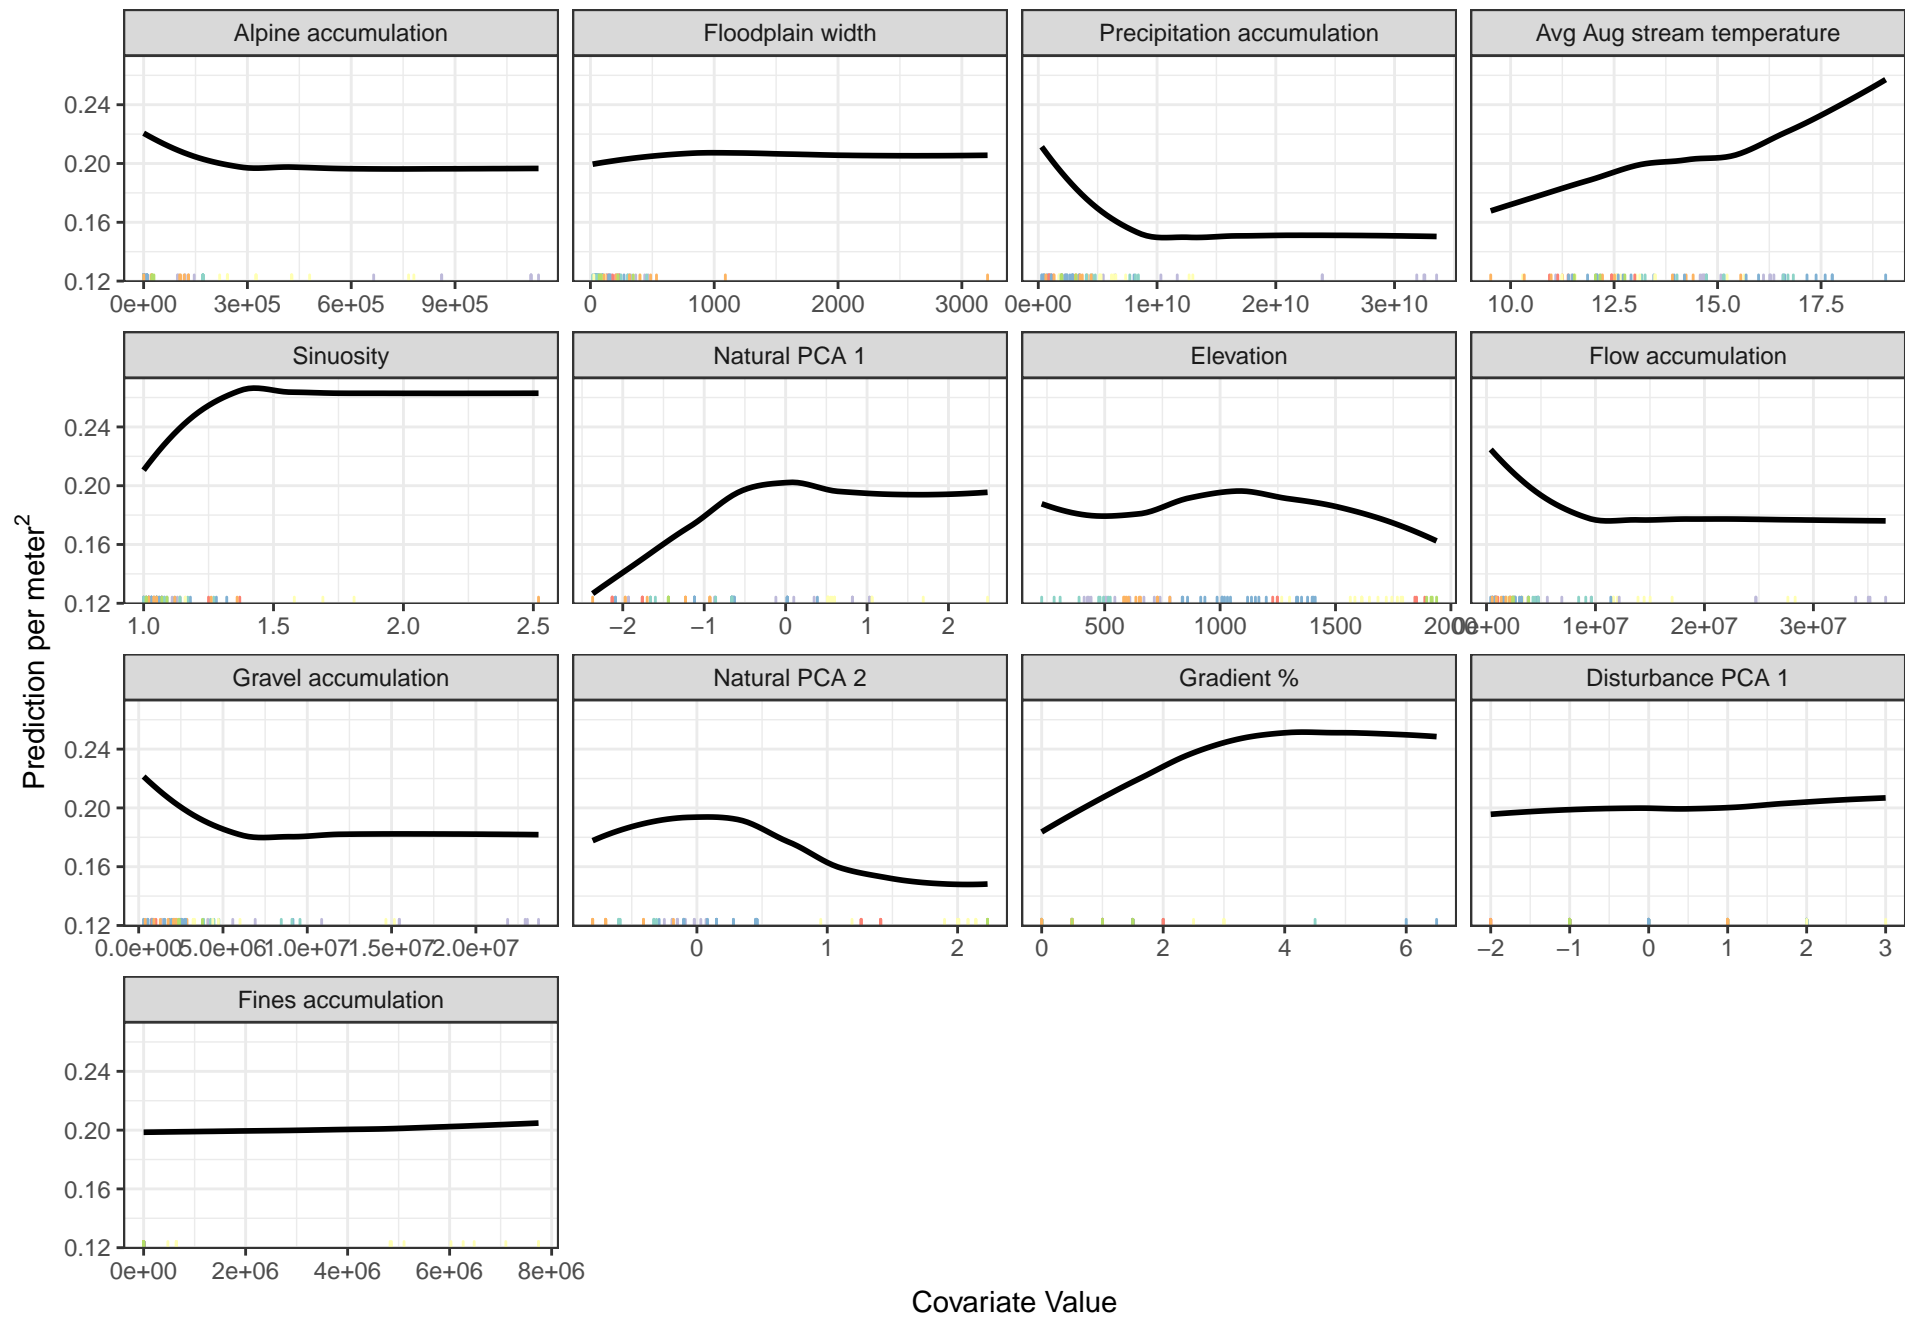 Alpine accumulation Floodplain width Precipitation accumulation Avg Aug stream temperature
0.24
0.20
0.16
0.12
0e+00 3e+05 6e+05 9e+05 0 1000 2000 3000 0e+00 1e+10 2e+10 3e+10 10.0 12.5 15.0 17.5
Sinuosity Natural PCA 1 Elevation Flow accumulation
0.24
0.20
0.16
0.12
1.0 1.5 2.0 2.5 −2 −1 0 1 2 500 1000 1500 2000 0e+00 1e+07 2e+07 3e+07
Prediction per meter²
Gravel accumulation Natural PCA 2 Gradient % Disturbance PCA 1
0.24
0.20
0.16
0.12
0.0e+00 5.0e+06 1.0e+07 1.5e+07 2.0e+07 0 1 2 0 2 4 6 −2 −1 0 1 2 3
Fines accumulation
0.24
0.20
0.16
0.12
0e+00 2e+06 4e+06 6e+06 8e+06
Covariate Value